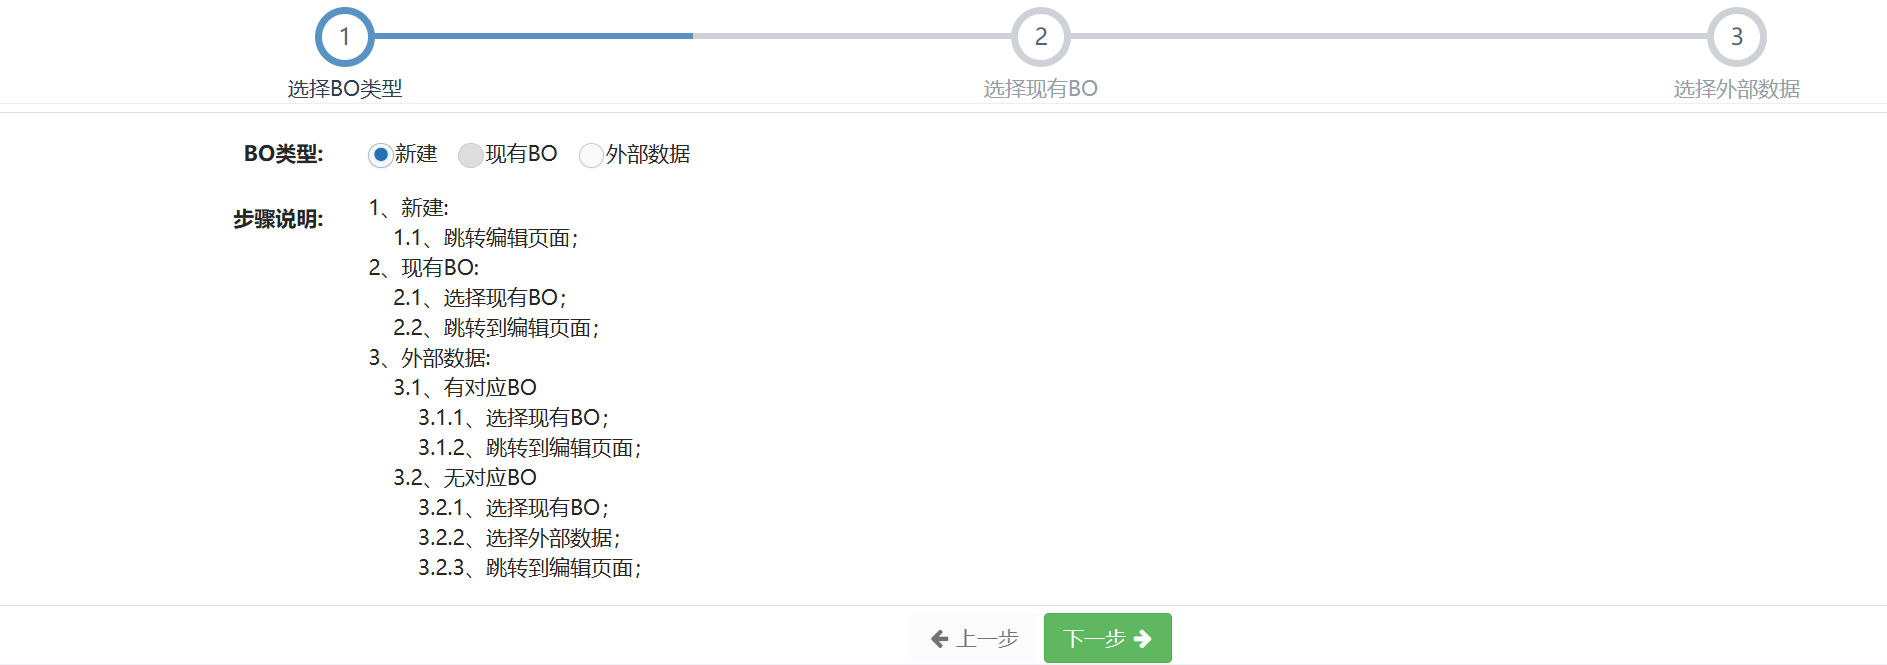 1
2
3
选择BO类型
选择现有BO
选择外部数据
BO类型:
新建 现有BO 外部数据
步骤说明:
1、新建:
1.1、跳转编辑页面；
2、现有BO:
2.1、选择现有BO；
2.2、跳转到编辑页面；
3、外部数据:
3.1、有对应BO
3.1.1、选择现有BO；
3.1.2、跳转到编辑页面；
3.2、无对应BO
3.2.1、选择现有BO；
3.2.2、选择外部数据；
3.2.3、跳转到编辑页面；
上一步
下一步